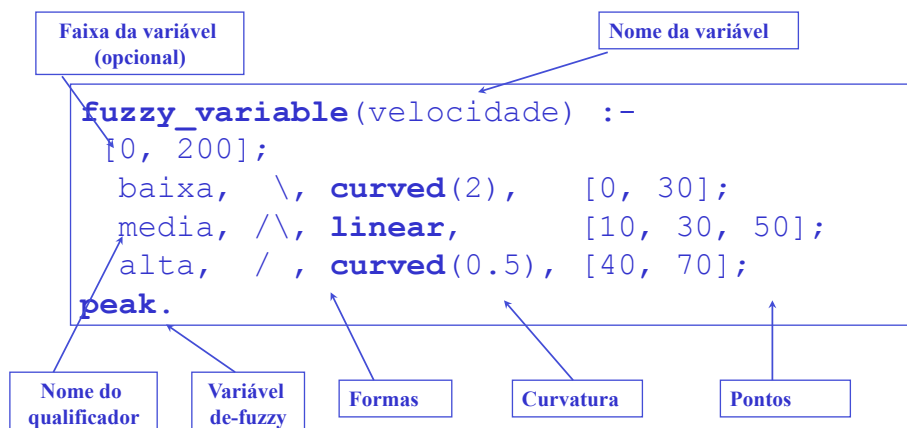 Faixa da variável
(opcional)
Nome da variável
fuzzy_variable(velocidade) :-
[0, 200];
baixa, \, curved(2), [0, 30];
media, /\, linear, [10, 30, 50];
alta, / , curved(0.5), [40, 70];
peak.
Nome do
qualificador
Variável
de-fuzzy
Formas
Curvatura
Pontos